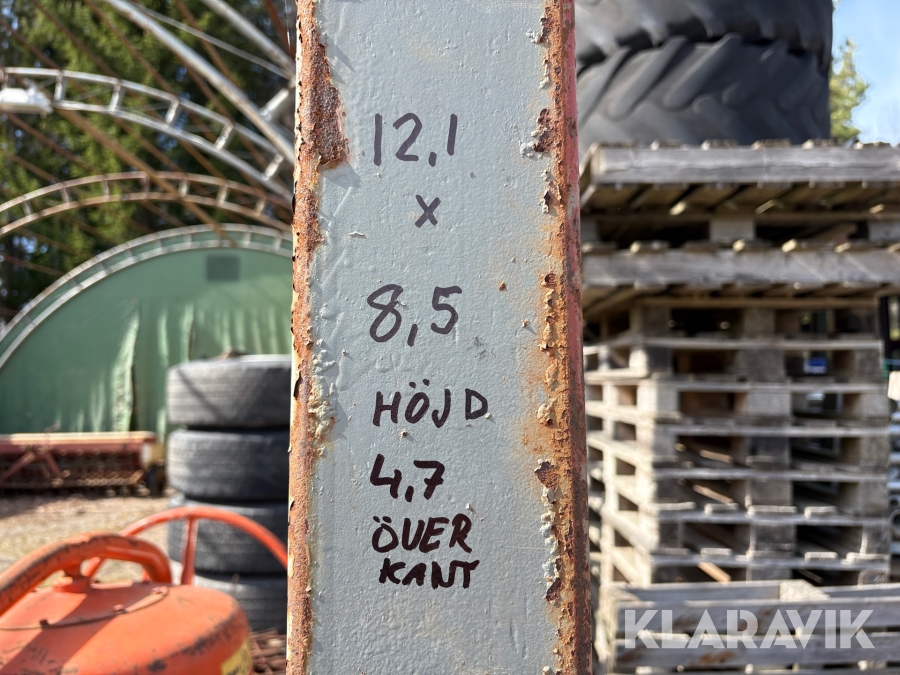 12,1
x
8,5
HÖJD
4,7
ÖVER
KANT
KLARAVIK